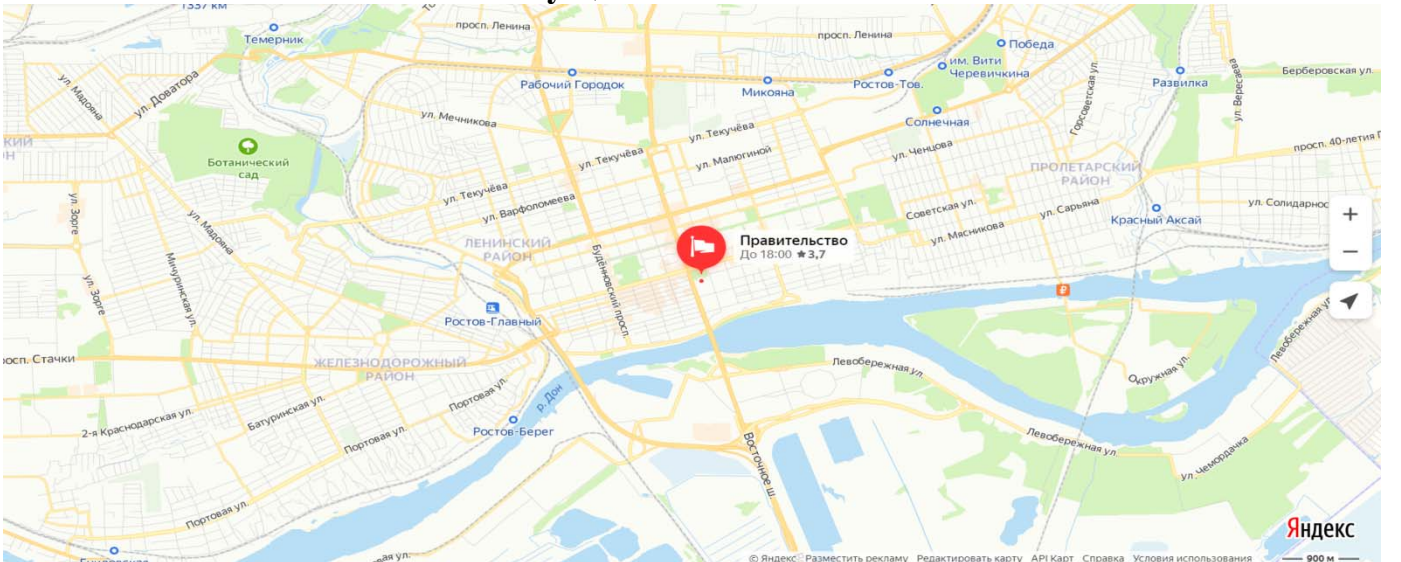 1337 км
просп. Ленина
Темерник
просп. Ленина
Победа
им. Вити
Черевичкина
ул. Мадояна
ул. Доватора
Рабочий Городок
Микояна
Ростов-Тов.
Горсоветская ул.
Развилка
ул. Вересаева
Берберовская ул.
ул. Мечникова
Солнечная
ул. Текучёва
ул. Текучёва
ул. Малюгиной
ул. Ченцова
просп. 40-летия
Ботанический
сад
ПРОЛЕТАРСКИЙ
РАЙОН
ул. Текучёва
ул. Варфоломеева
ул. Зорге
ул. Мадояна
Советская ул.
ул. Сарьяна
Красный Аксай
ул. Солидарнос
+
ЛЕНИНСКИЙ
РАЙОН
Правительство
До 18:00 ★3,7
ул. Мясникова
−
Мичуринская ул.
Будённовский просп.
ул. Зорге
Ростов-Главный
Левобережная ул.
просп. Стачки
ЖЕЛЕЗНОДОРОЖНЫЙ
РАЙОН
Левобережная ул.
Окружная ул.
Портовая ул.
р. Дон
2-я Краснодарская ул.
Батуринская ул.
Портовая ул.
Ростов-Берег
Восточное ш.
Левобережная ул.
ул. Чемордачка
Портовая ул.
Яндекс
© Яндекс Разместить рекламу Редактировать карту API Карт Справка Условия использования 900 м